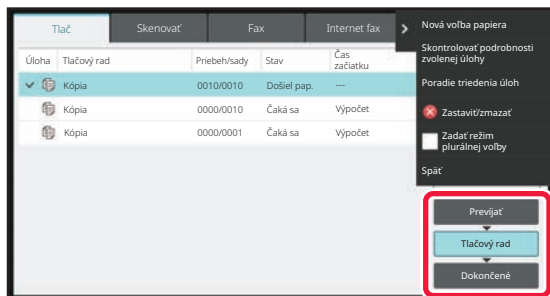 Tlač
Skenovať
Fax
Internet fax
Úloha
Tlačový rad
Priebeh/sady
Stav
Čas
začiatku
Kópia
0010/0010
Došiel pap.
---
Kópia
0000/0010
Čaká sa
Výpočet
Kópia
0000/0001
Čaká sa
Výpočet
Nová voľba papiera
Skontrolovať podrobnosti
zvolenej úlohy
Poradie triedenia úloh
Zastaviť/zmazať
Zadať režim
plurálnej voľby
Späť
Prevíjať
Tlačový rad
Dokončené